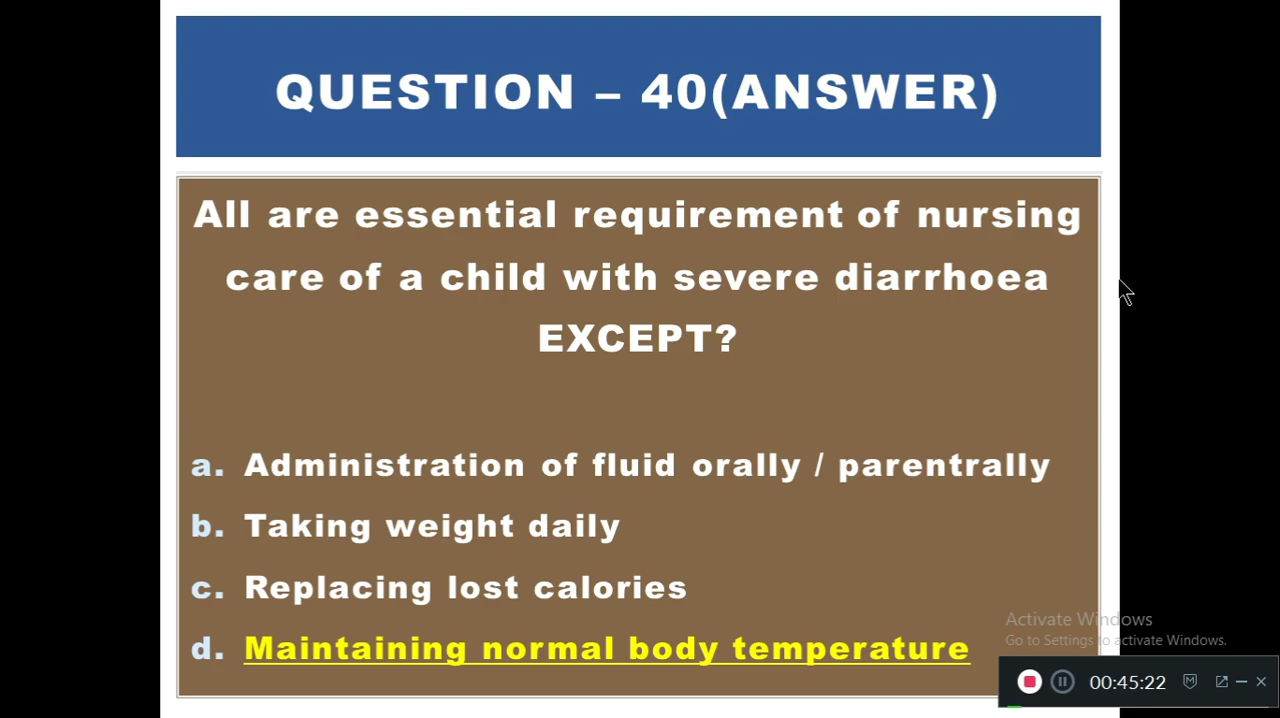 QUESTION – 40(ANSWER)
All are essential requirement of nursing
care of a child with severe diarrhoea
EXCEPT?
a. Administration of fluid orally / parentrally
b. Taking weight daily
c. Replacing lost calories
d. Maintaining normal body temperature
Activate Windows
Go to Settings to activate Windows.
00:45:22